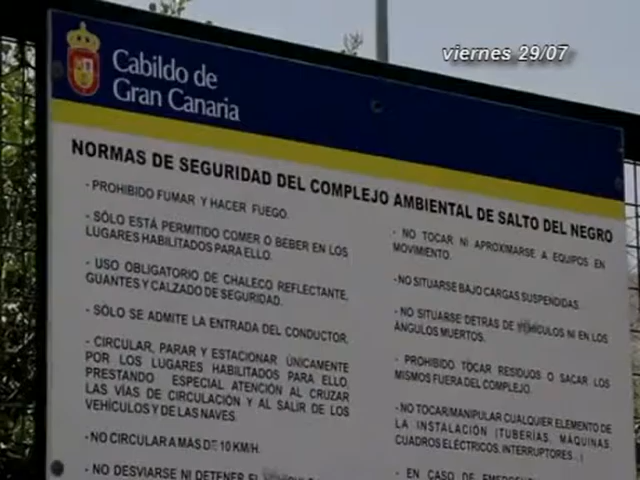 viernes 29/07
Cabildo de
Gran Canaria
NORMAS DE SEGURIDAD DEL COMPLEJO AMBIENTAL DE SALTO DEL NEGRO
- PROHIBIDO FUMAR Y HACER FUEGO.
- SÓLO ESTÁ PERMITIDO COMER O BEBER EN LOS
LUGARES HABILITADOS PARA ELLO.
- USO OBLIGATORIO DE CHALECO REFLECTANTE,
GUANTES Y CALZADO DE SEGURIDAD.
- SÓLO SE ADMITE LA ENTRADA DEL CONDUCTOR.
- CIRCULAR, PARAR Y ESTACIONAR ÚNICAMENTE
POR LOS LUGARES HABILITADOS PARA ELLO,
PRESTANDO ESPECIAL ATENCIÓN AL CRUZAR
LAS VÍAS DE CIRCULACIÓN Y AL SALIR DE LOS
VEHÍCULOS Y DE LAS NAVES.
- NO CIRCULAR A MÁS DE 10 KM/H.
- NO DESVIARSE NI DETENER EL
- NO TOCAR NI APROXIMARSE A EQUIPOS EN
MOVIMIENTO.
- NO SITUARSE BAJO CARGAS SUSPENDIDAS.
- NO SITUARSE DETRAS DE VEHÍCULOS NI EN LOS
ÁNGULOS MUERTOS.
- PROHIBIDO TOCAR RESIDUOS O SACAR LOS
MISMOS FUERA DEL COMPLEJO.
- NO TOCAR/MANIPULAR CUALQUIER ELEMENTO DE
LA INSTALACIÓN (TUBERÍAS, MÁQUINAS,
CUADROS ELÉCTRICOS, INTERRUPTORES...)
- EN CASO DE